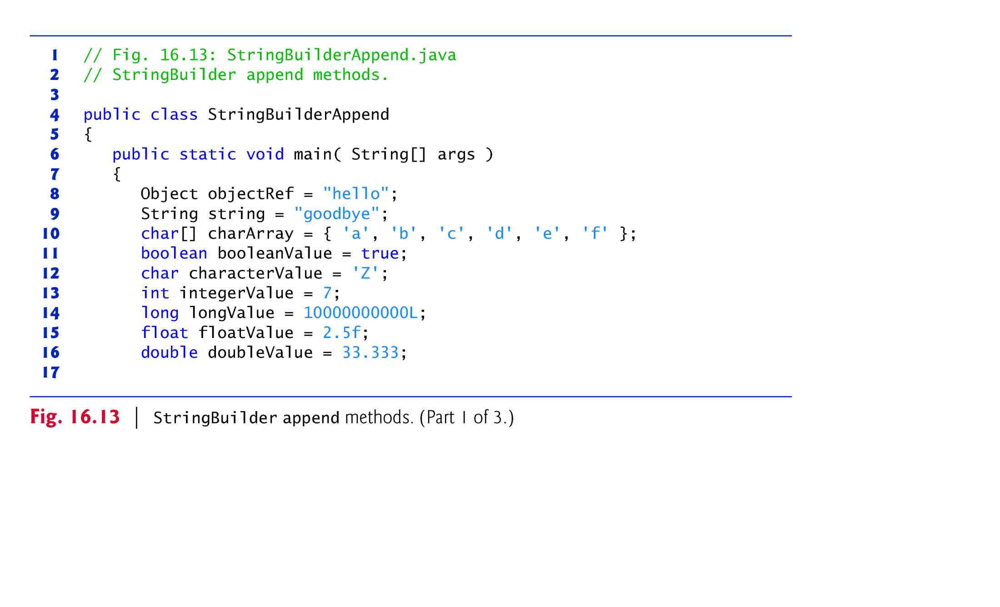 1 // Fig. 16.13: StringBuilderAppend.java
2 // StringBuilder append methods.
3
4 public class StringBuilderAppend
5 {
6    public static void main( String[] args )
7    {
8       Object objectRef = "hello";
9       String string = "goodbye";
10       char[] charArray = { 'a', 'b', 'c', 'd', 'e', 'f' };
11       boolean booleanValue = true;
12       char characterValue = 'Z';
13       int integerValue = 7;
14       long longValue = 10000000000L;
15       float floatValue = 2.5f;
16       double doubleValue = 33.333;
17
Fig. 16.13 | StringBuilder append methods. (Part 1 of 3.)